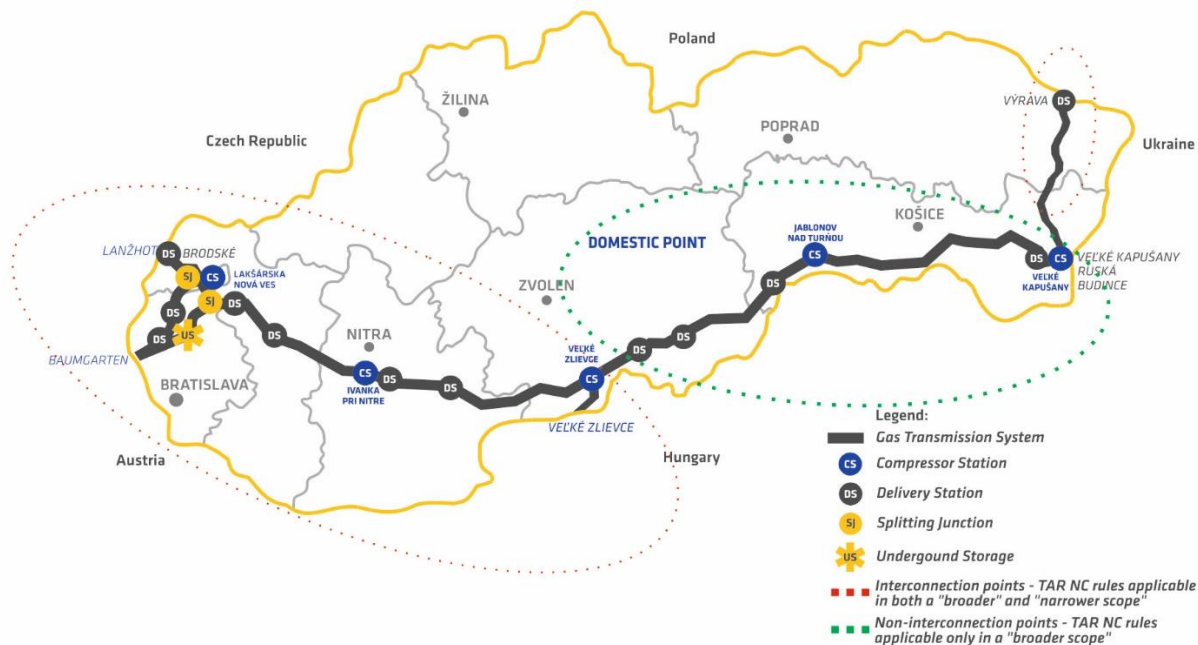 Poland
ŽILINA
VÝRAVA
DS
POPRAD
Czech Republic
Ukraine
KOŠICE
JABLONOV
NAD TURŇOU
CS
DOMESTIC POINT
LANŽHOT
DS
BRODSKÉ
SJ
CS
LAKŠÁRSKA
NOVÁ VES
DS
CS
VEĽKÉ
KAPUŠANY
VEĽKÉ KAPUŠANY
RUSKÁ
BUDINCE
ZVOLEN
DS
SJ
DS
DS
DS
US
DS
NITRA
DS
DS
BAUMGARTEN
VEĽKÉ
ZLIEVCE
CS
BRATISLAVA
CS
DS
DS
IVANKA
PRI NITRE
VEĽKÉ ZLIEVCE
Austria
Hungary
Legend:
Gas Transmission System
CS
Compressor Station
DS
Delivery Station
SJ
Splitting Junction
US
Undergound Storage
Interconnection points - TAR NC rules applicable
in both a "broader" and "narrower scope"
Non-interconnection points - TAR NC rules
applicable only in a "broader scope"